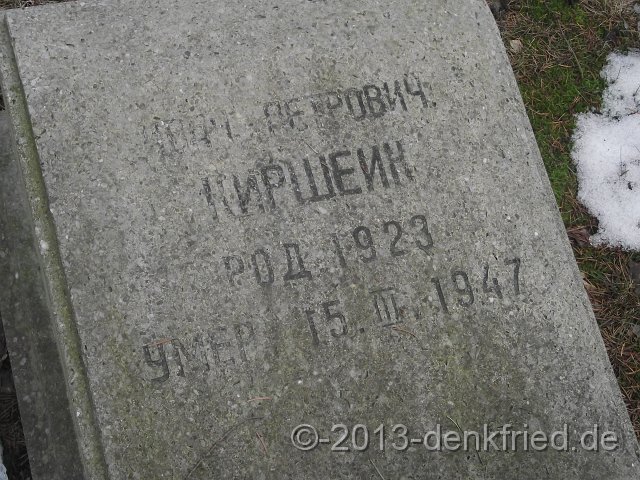 ПЕТРОВИЧ.
КИРШЕИН
РОД 1923
УМЕР 15. III. 1947
©-2013-denkfried.de